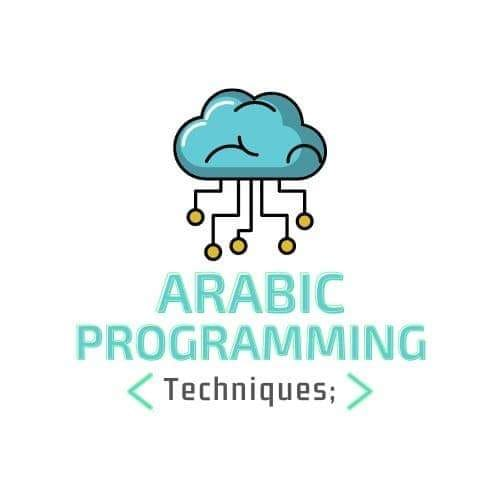 ARABIC
PROGRAMMING
< Techniques; >